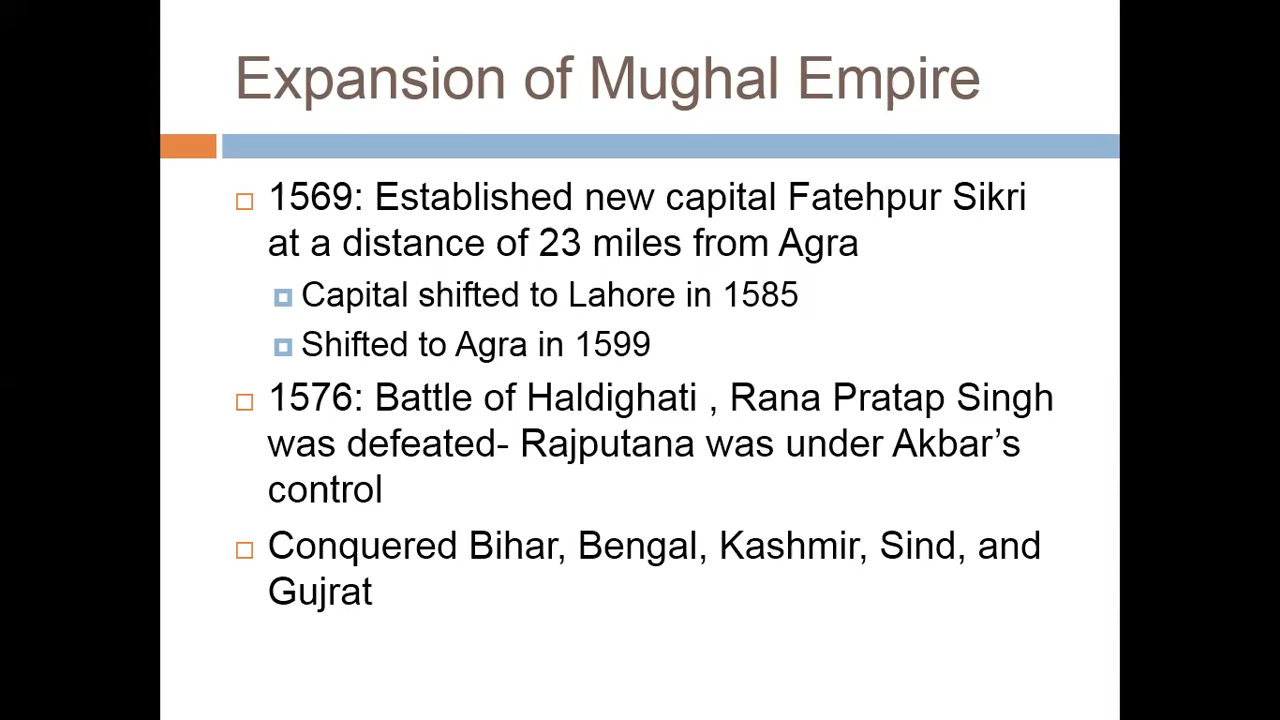 Expansion of Mughal Empire
1569: Established new capital Fatehpur Sikri
at a distance of 23 miles from Agra
Capital shifted to Lahore in 1585
Shifted to Agra in 1599
1576: Battle of Haldighati , Rana Pratap Singh
was defeated- Rajputana was under Akbar’s
control
Conquered Bihar, Bengal, Kashmir, Sind, and
Gujrat